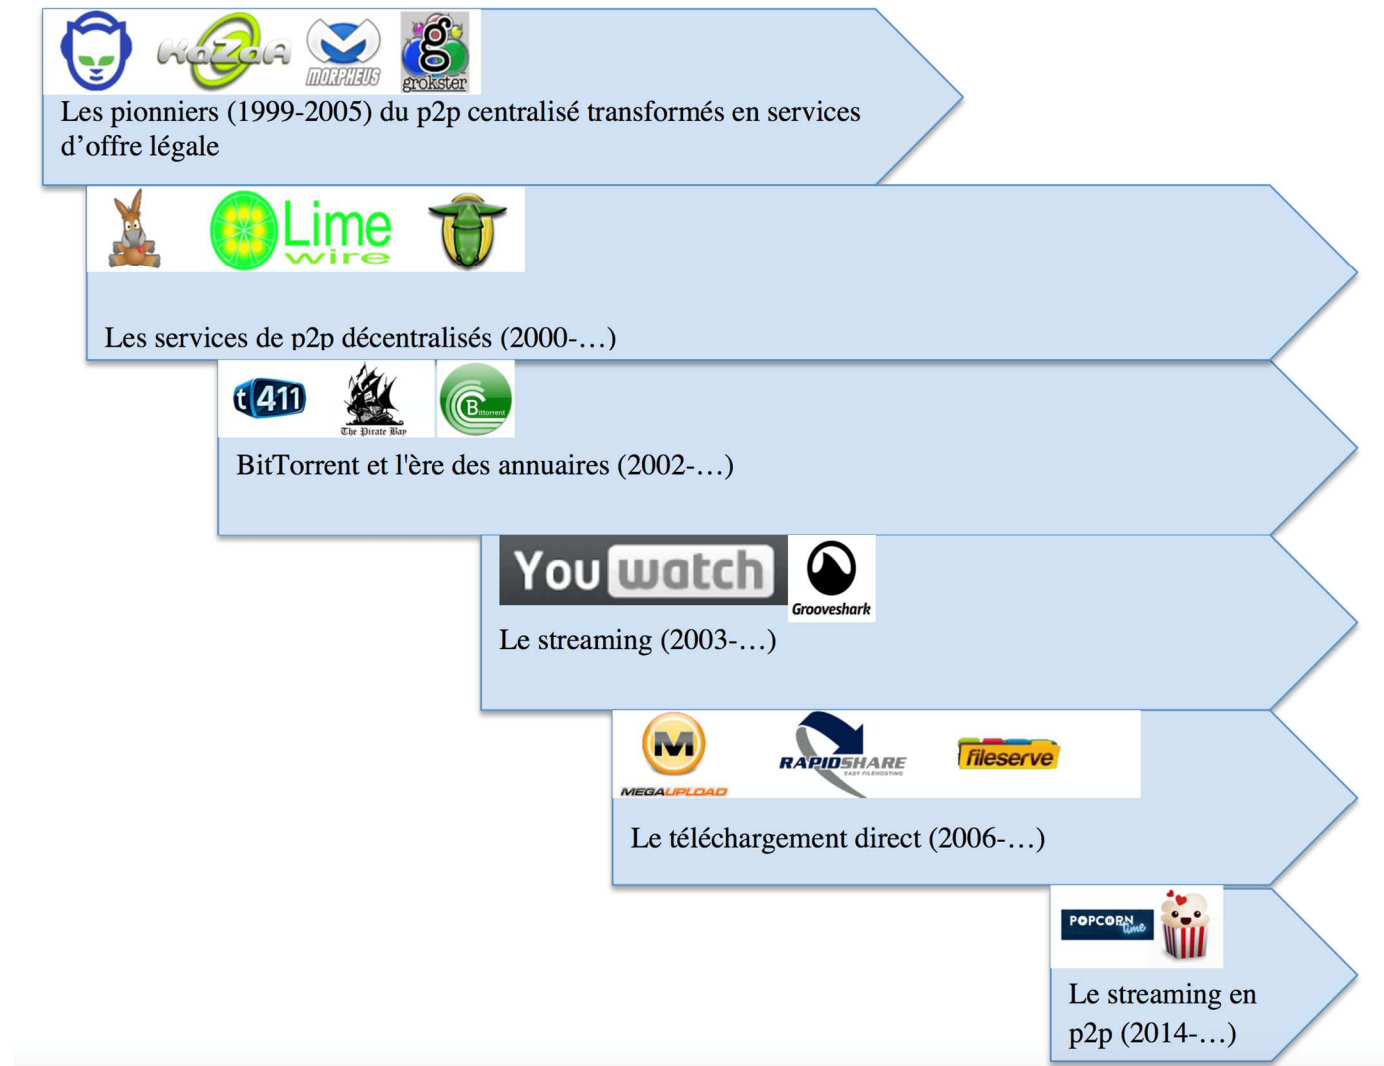 KaZaA
MORPHEUS
grokster
Les pionniers (1999-2005) du p2p centralisé transformés en services
d’offre légale
Lime
wire
Les services de p2p décentralisés (2000-…)
t411
The Pirate Bay
Bittorrent
BitTorrent et l'ère des annuaires (2002-…)
You watch
Grooveshark
Le streaming (2003-…)
M
MEGAUPLOAD
RAPIDSHARE
EASY FILEHOSTING
fileserve
Le téléchargement direct (2006-…)
POPCORN
time
Le streaming en
p2p (2014-…)